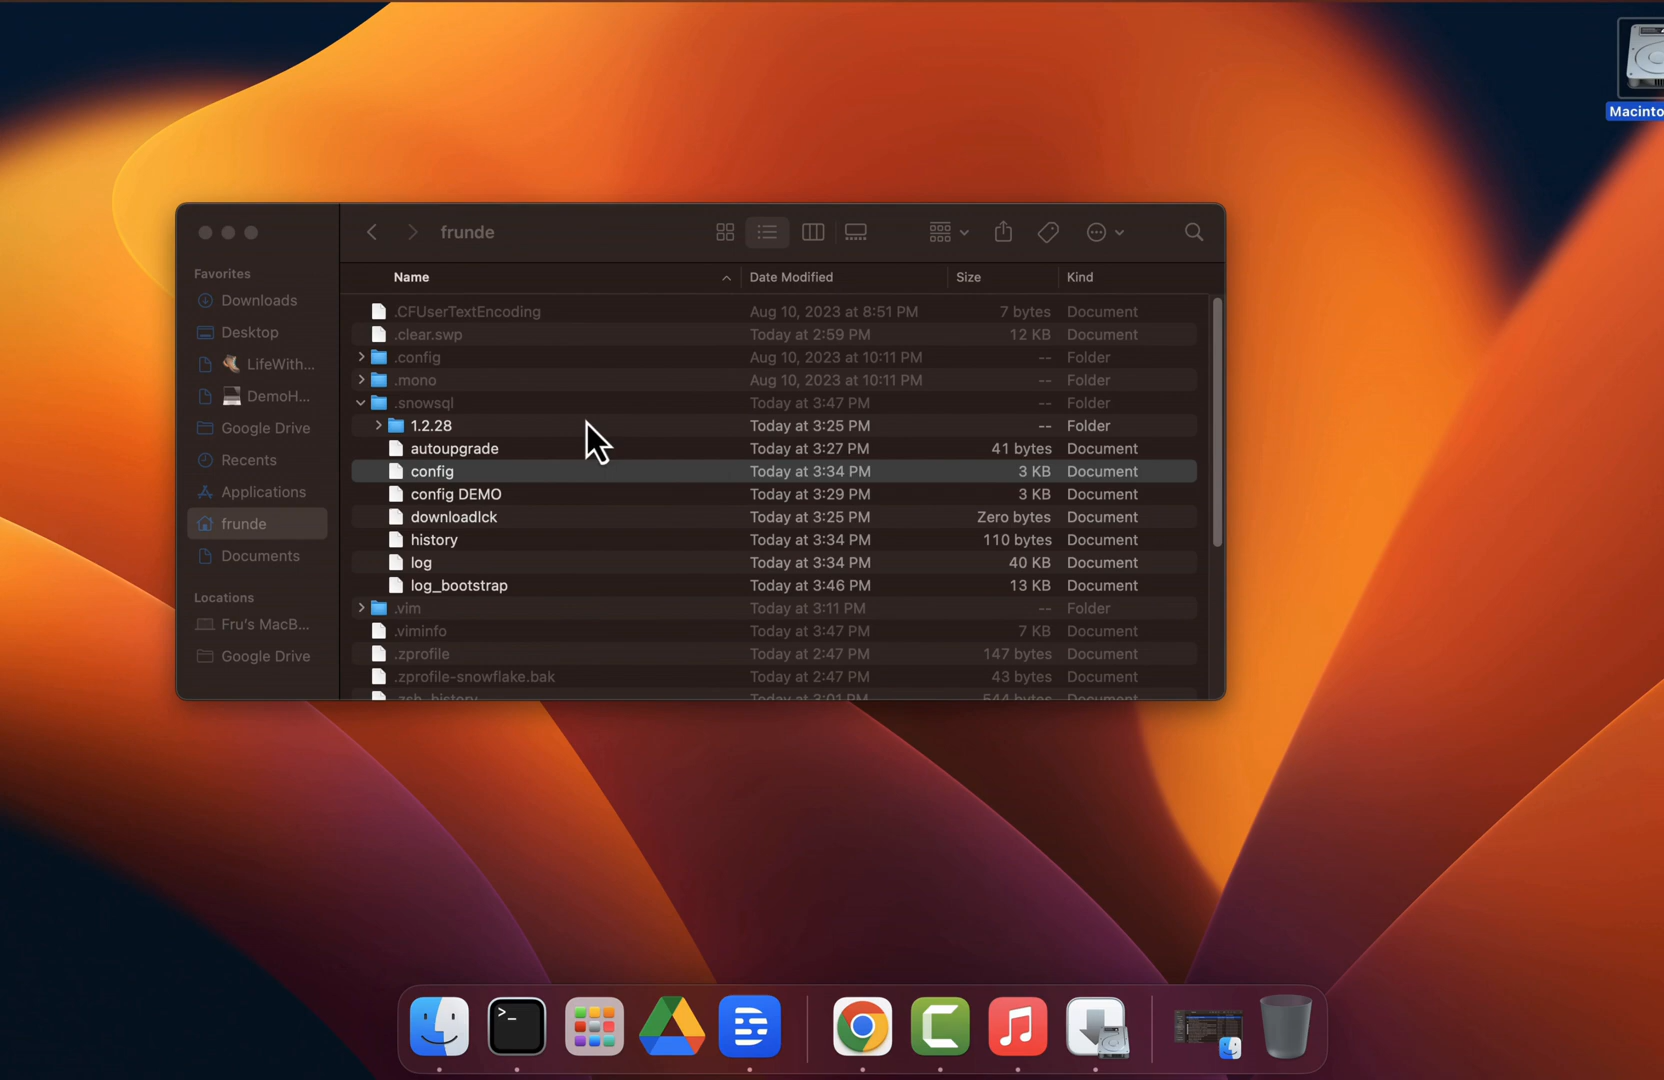 Macinto
frunde
Favorites
Downloads
Desktop
LifeWith...
DemoH...
Google Drive
Recents
Applications
frunde
Documents
Locations
Fru's MacB...
Google Drive
Name Date Modified Size Kind
.CFUserTextEncoding Aug 10, 2023 at 8:51 PM 7 bytes Document
.clear.swp Today at 2:59 PM 12 KB Document
.config Aug 10, 2023 at 10:11 PM -- Folder
.mono Aug 10, 2023 at 10:11 PM -- Folder
.snowsql Today at 3:47 PM -- Folder
1.2.28 Today at 3:25 PM -- Folder
autoupgrade Today at 3:27 PM 41 bytes Document
config Today at 3:34 PM 3 KB Document
config DEMO Today at 3:29 PM 3 KB Document
downloadlck Today at 3:25 PM Zero bytes Document
history Today at 3:34 PM 110 bytes Document
log Today at 3:34 PM 40 KB Document
log_bootstrap Today at 3:46 PM 13 KB Document
.vim Today at 3:11 PM -- Folder
.viminfo Today at 3:47 PM 7 KB Document
.zprofile Today at 2:47 PM 147 bytes Document
.zprofile-snowflake.bak Today at 2:47 PM 43 bytes Document
.zsh_history Today at 3:01 PM 544 bytes Document
>_